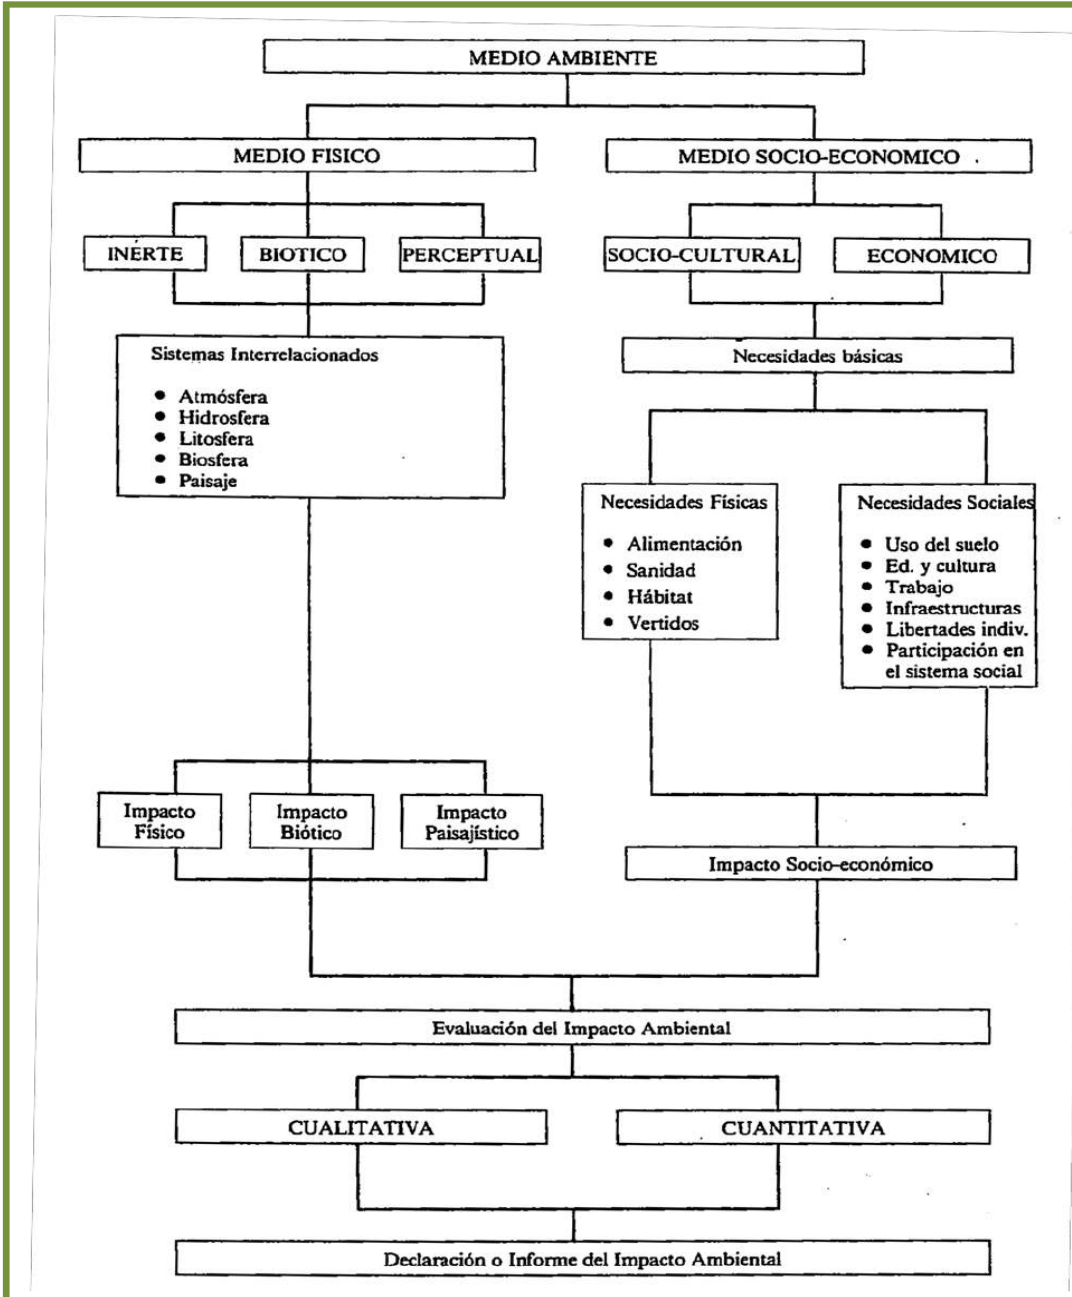 MEDIO AMBIENTE
MEDIO FISICO
MEDIO SOCIO-ECONOMICO
INÉRTE
BIOTICO
PERCEPTUAL
SOCIO-CULTURAL
ECONOMICO
Sistemas Interrelacionados
• Atmósfera
• Hidrosfera
• Litosfera
• Biosfera
• Paisaje
Necesidades básicas
Necesidades Físicas
• Alimentación
• Sanidad
• Hábitat
• Vertidos
Necesidades Sociales
• Uso del suelo
• Ed. y cultura
• Trabajo
• Infraestructuras
• Libertades indiv.
• Participación en
el sistema social
Impacto
Físico
Impacto
Biótico
Impacto
Paisajístico
Impacto Socio-económico
Evaluación del Impacto Ambiental
CUALITATIVA
CUANTITATIVA
Declaración o Informe del Impacto Ambiental